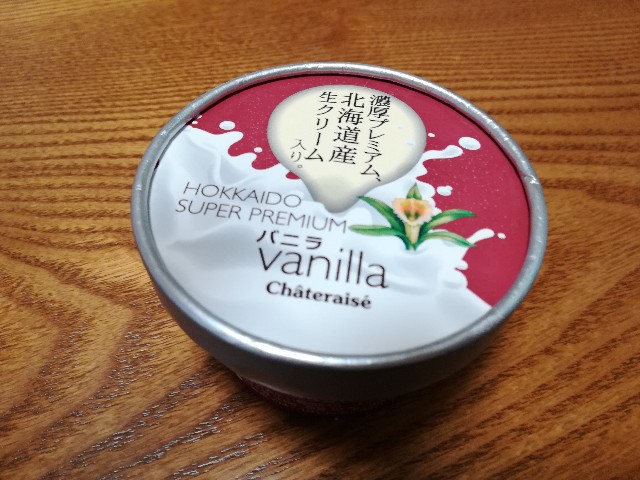 濃厚プレミアム、
北海道産
生クリーム
入り。
HOKKAIDO
SUPER PREMIUM
バニラ
vanilla
Châteraisé